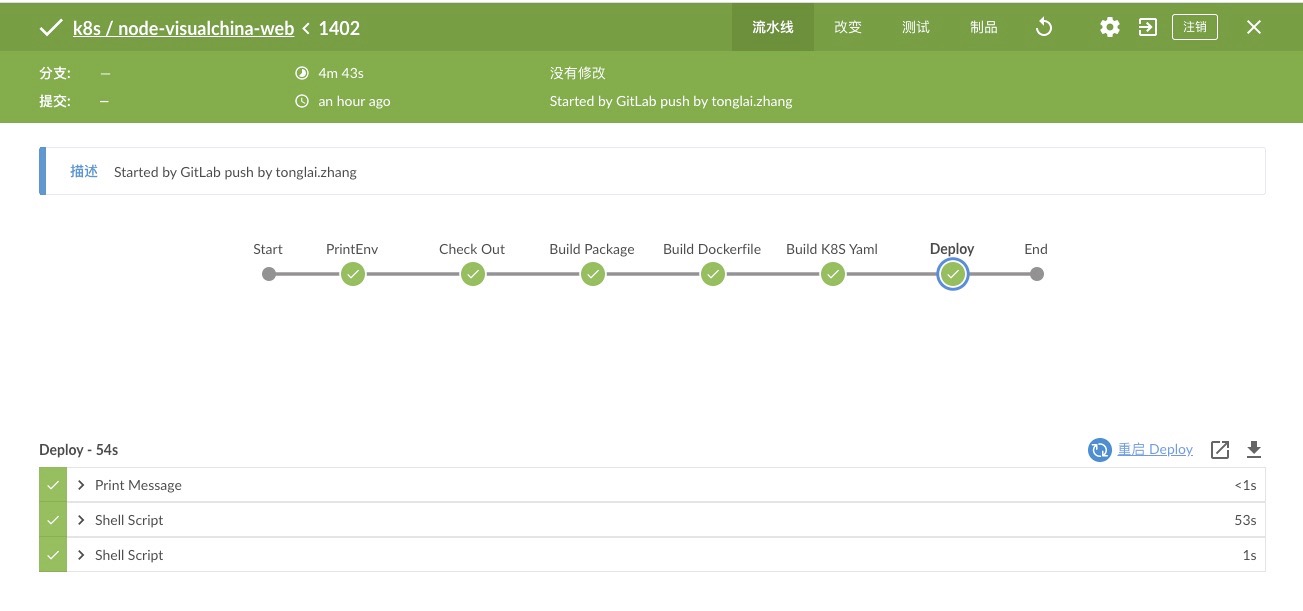 k8s / node-visualchina-web < 1402
流水线 改变 测试 制品 注销
分支: — 4m 43s 没有修改
提交: — an hour ago Started by GitLab push by tonglai.zhang
描述 Started by GitLab push by tonglai.zhang
Start PrintEnv Check Out Build Package Build Dockerfile Build K8S Yaml Deploy End
Deploy - 54s 重启 Deploy
Print Message <1s
Shell Script 53s
Shell Script 1s